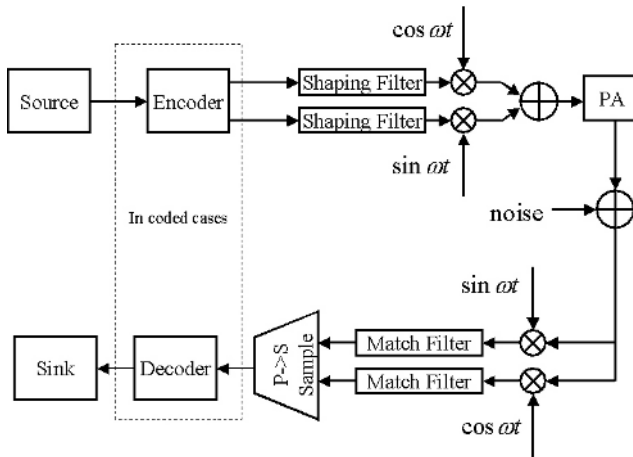 cos ωt
Source
Encoder
Shaping Filter
Shaping Filter
PA
sin ωt
In coded cases
noise
sin ωt
Sink
Decoder
P->S
Sample
Match Filter
Match Filter
cos ωt